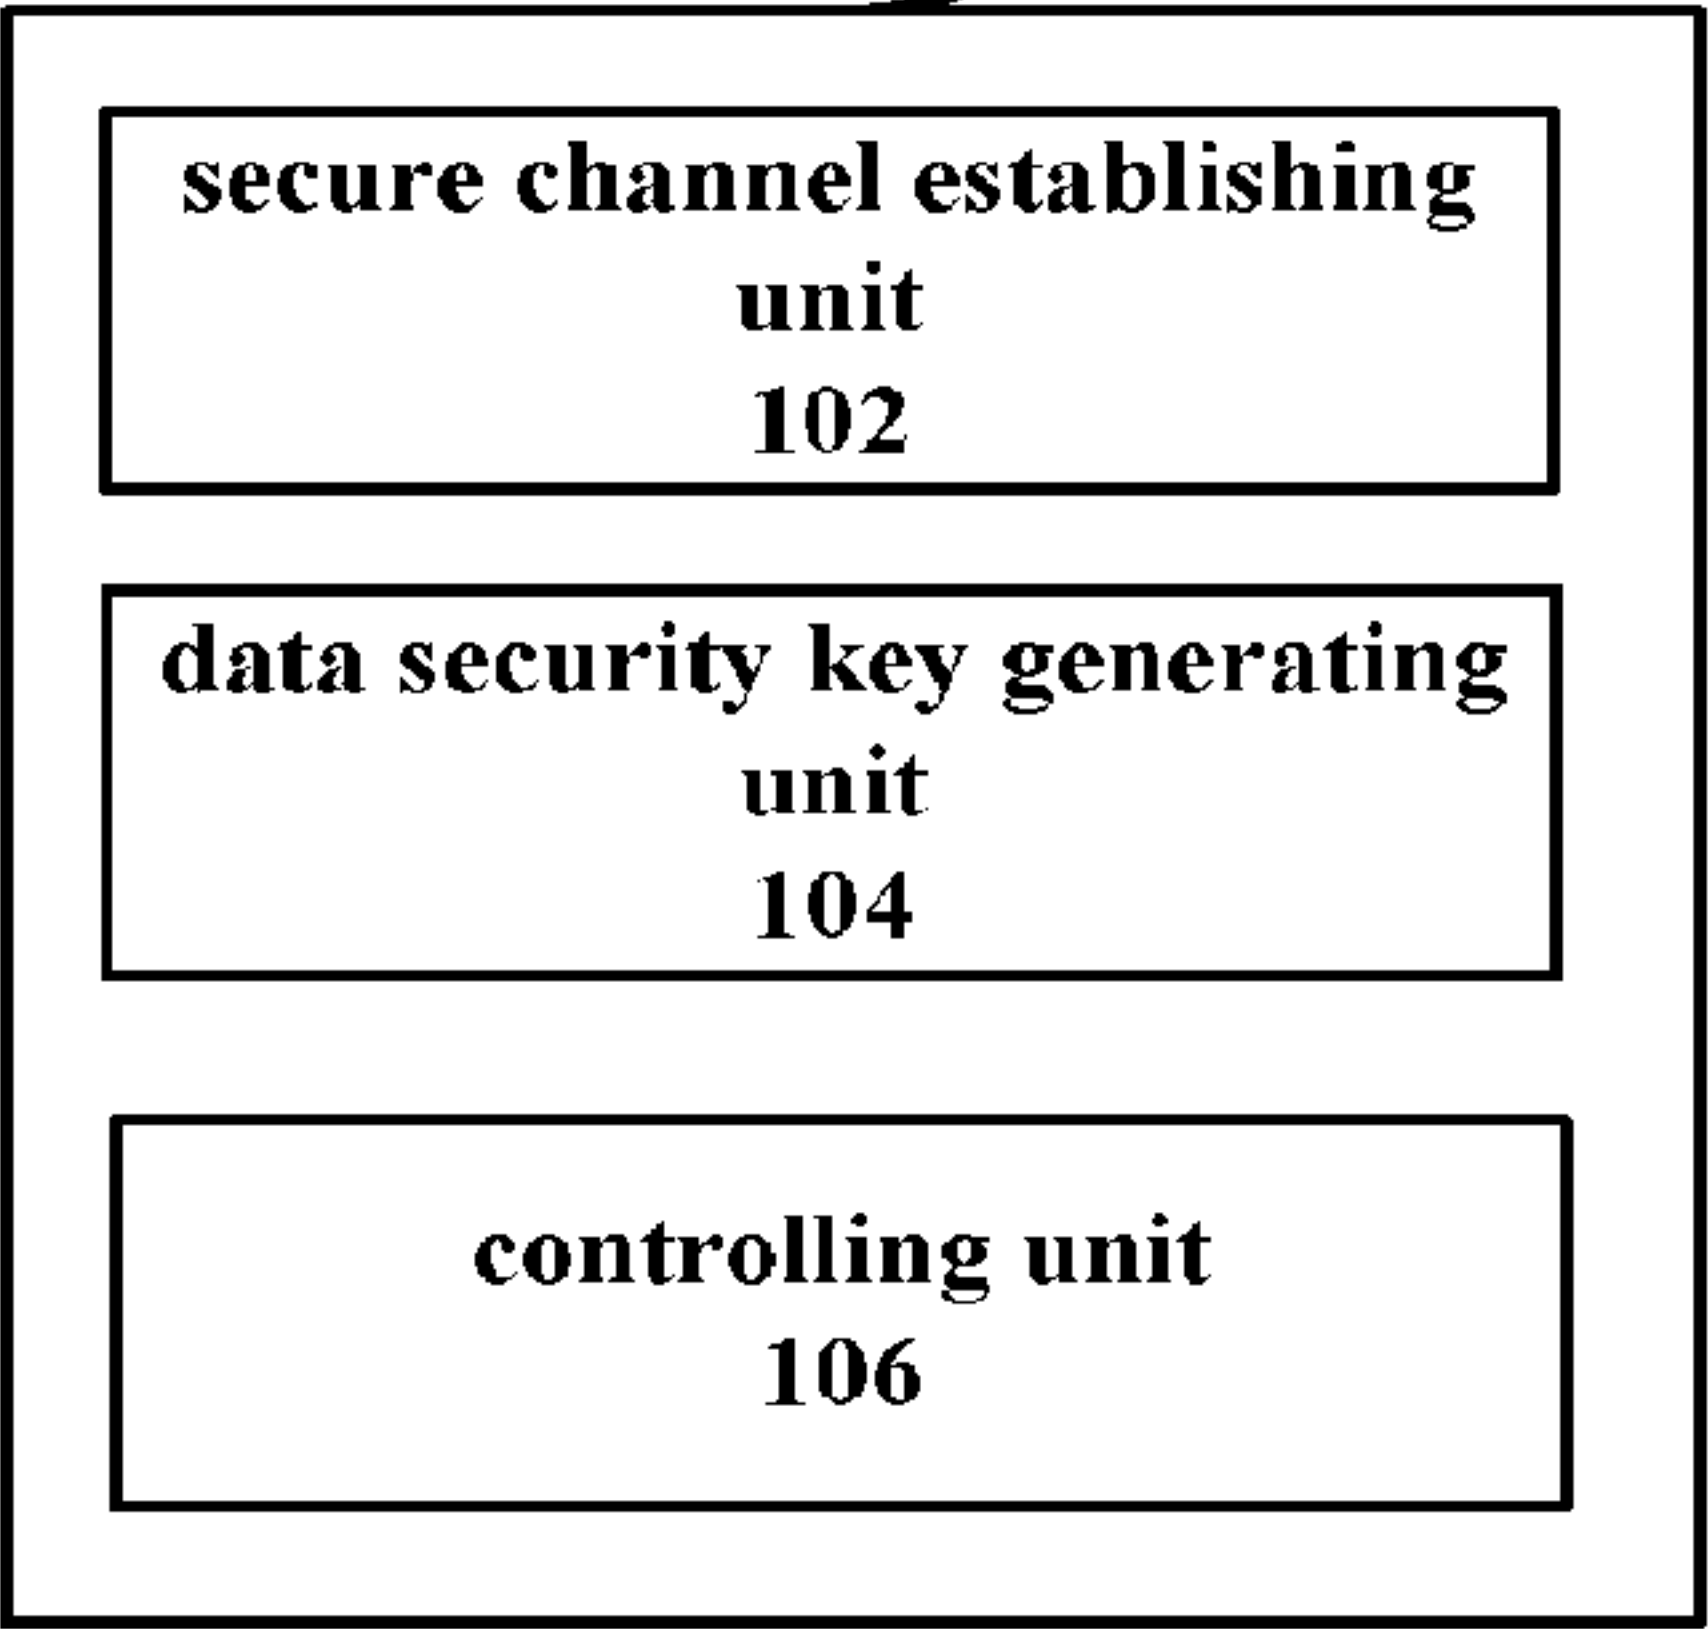 secure channel establishing
unit
102
data security key generating
unit
104
controlling unit
106